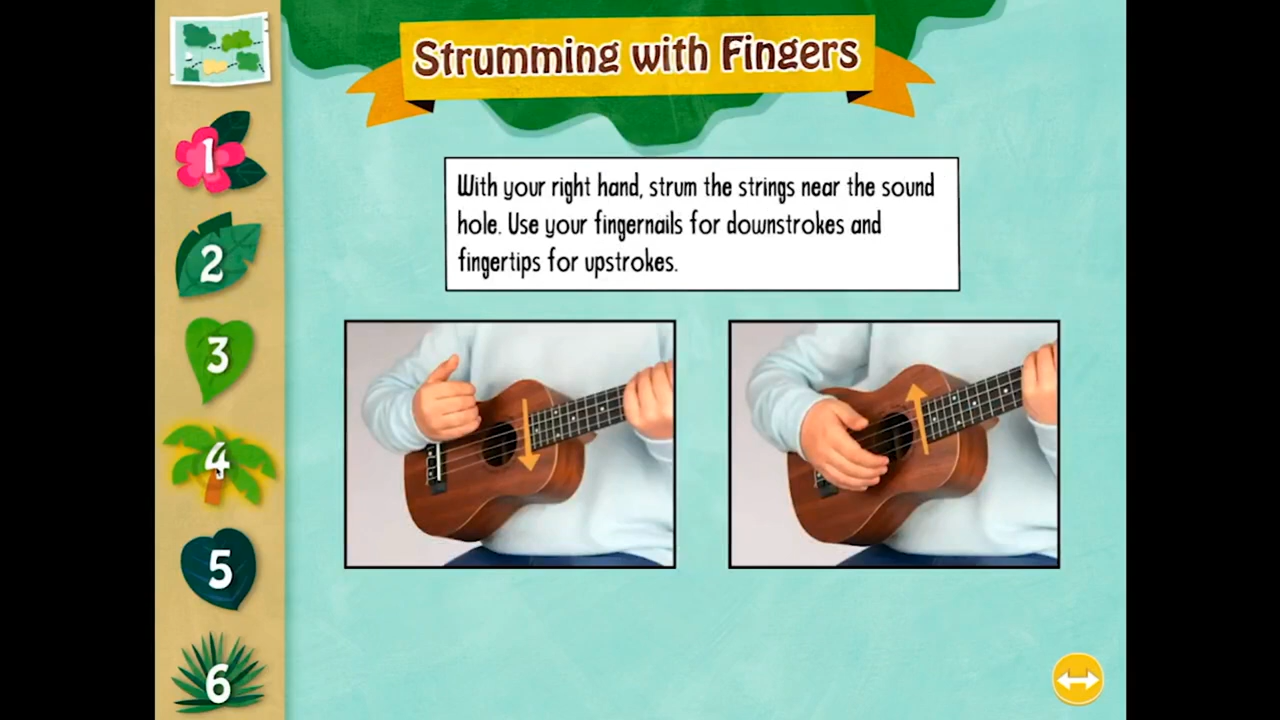 Strumming with Fingers
With your right hand, strum the strings near the sound
hole. Use your fingernails for downstrokes and
fingertips for upstrokes.
1
2
3
4
5
6